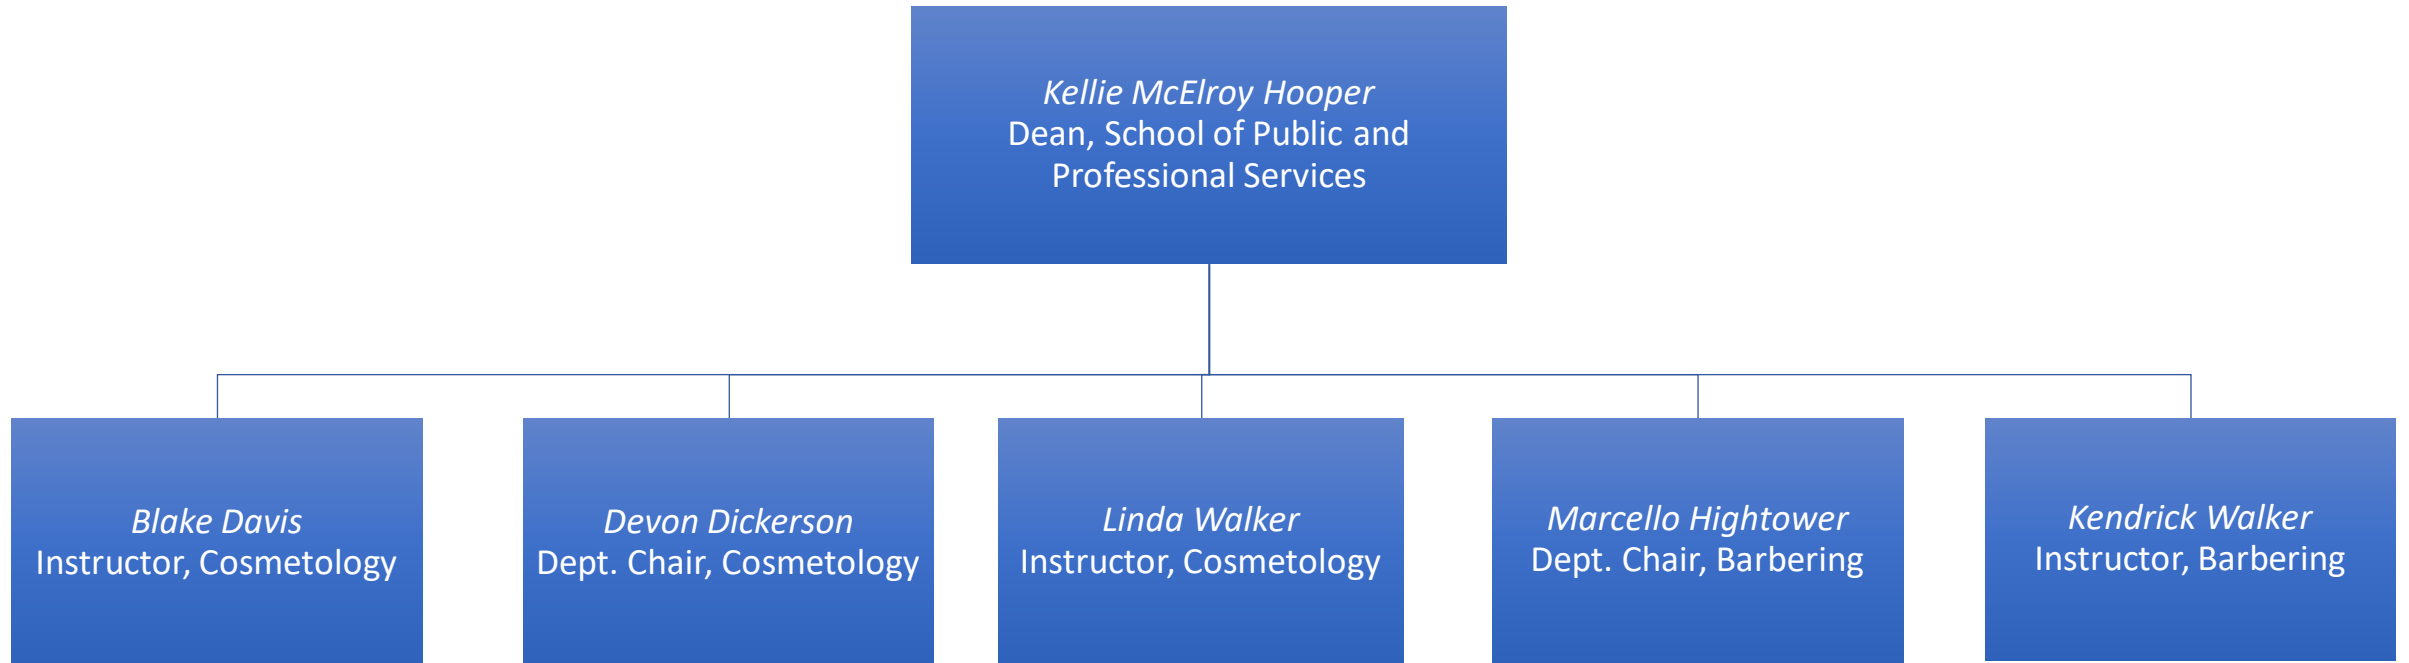 Kellie McElroy Hooper
Dean, School of Public and
Professional Services
Blake Davis
Instructor, Cosmetology
Devon Dickerson
Dept. Chair, Cosmetology
Linda Walker
Instructor, Cosmetology
Marcello Hightower
Dept. Chair, Barbering
Kendrick Walker
Instructor, Barbering